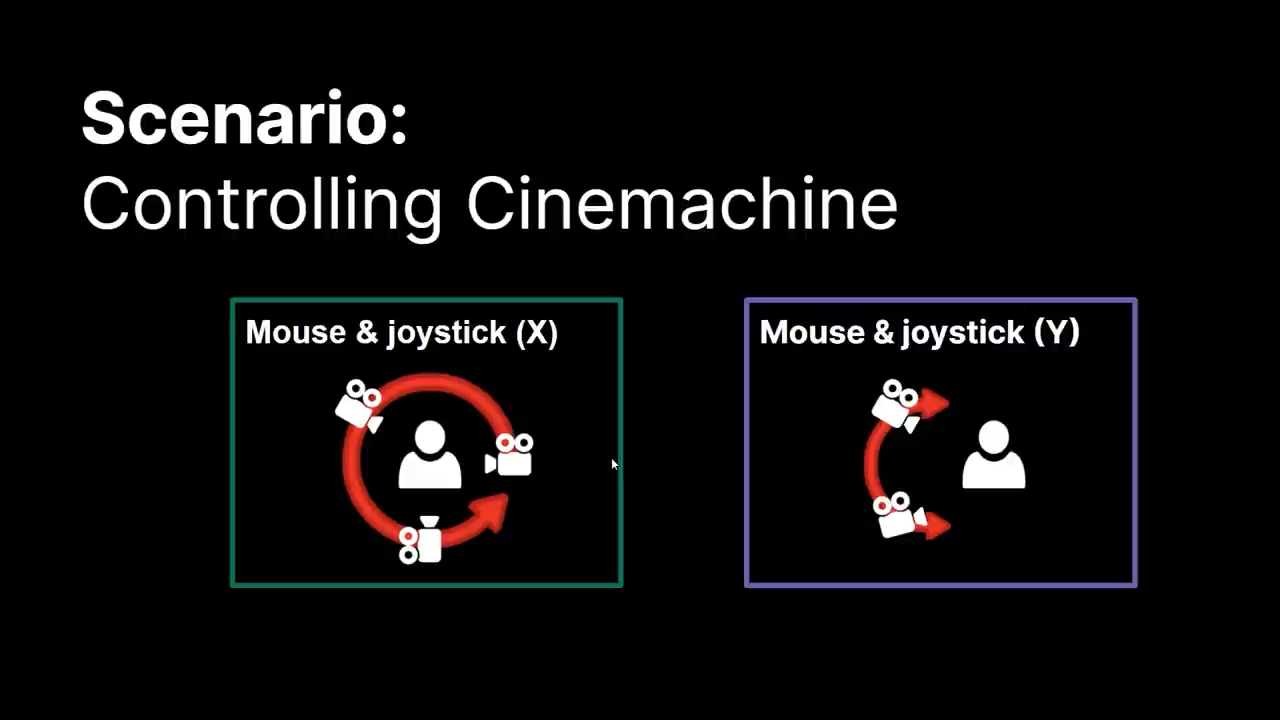 Scenario:
Controlling Cinemachine
Mouse & joystick (X)
Mouse & joystick (Y)